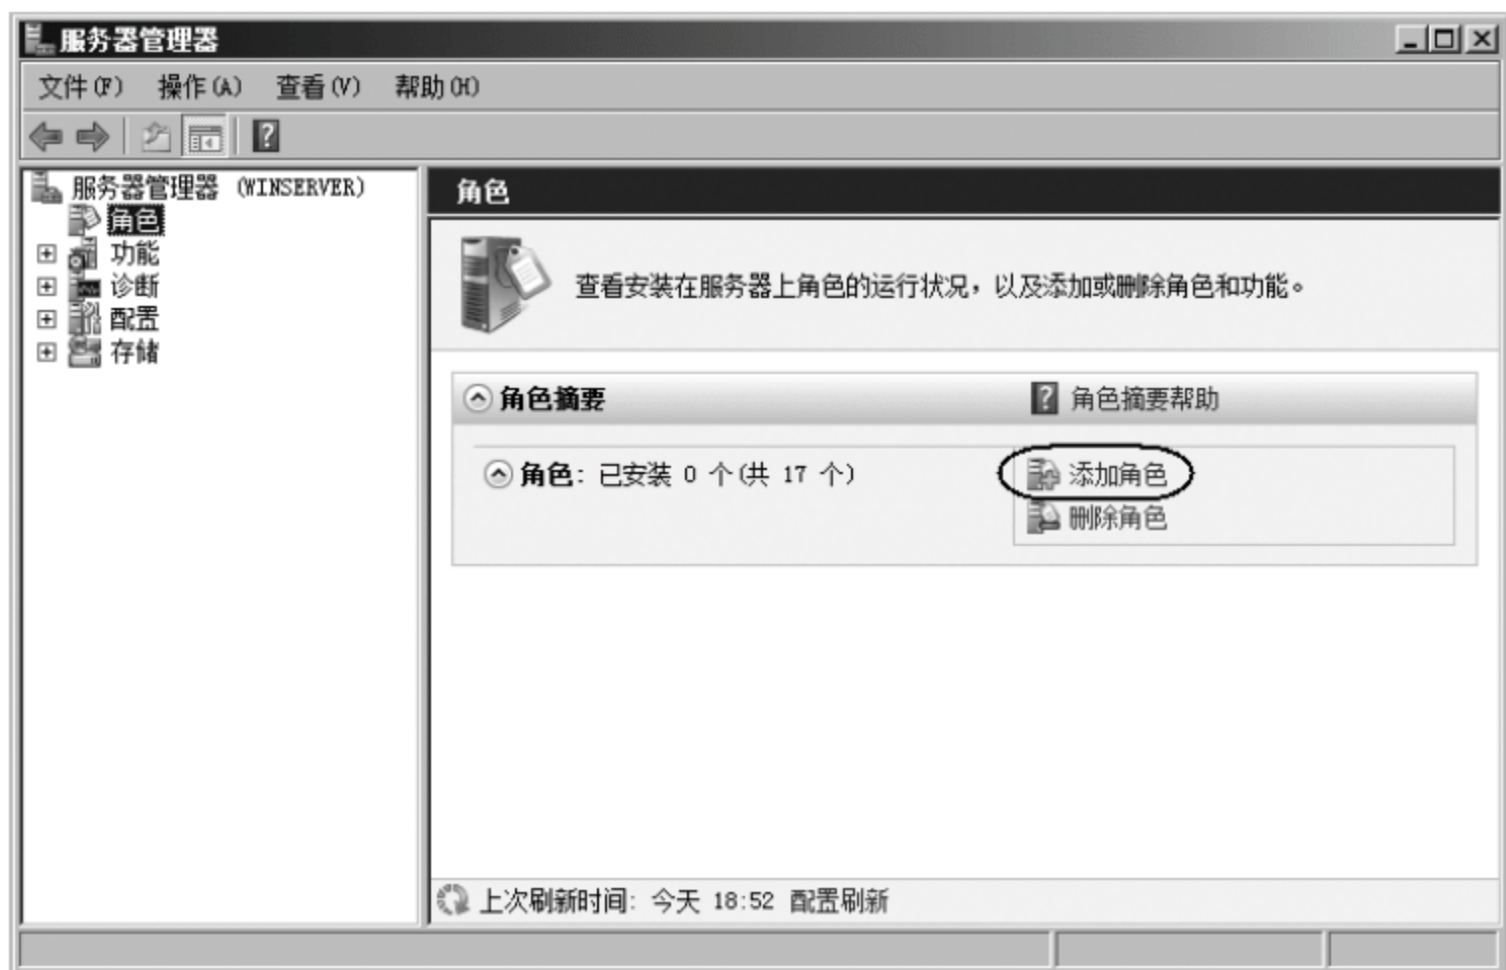 服务器管理器
文件(F) 操作(A) 查看(V) 帮助(H)
服务器管理器 (WINSERVER)
角色
功能
诊断
配置
存储
角色
查看安装在服务器上角色的运行状况，以及添加或删除角色和功能。
角色摘要
角色摘要帮助
角色: 已安装 0 个(共 17 个)
添加角色
删除角色
上次刷新时间: 今天 18:52 配置刷新